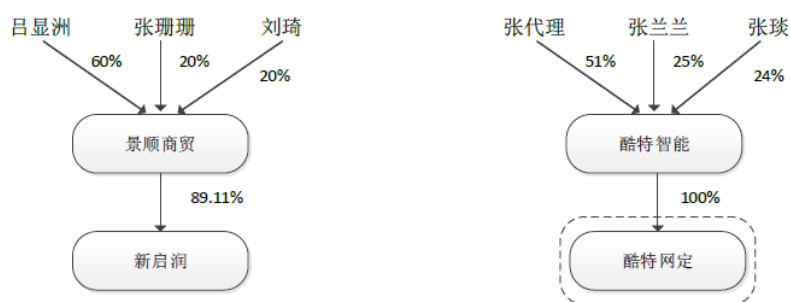 吕显洲 张珊珊 刘琦
60% 20% 20%
景顺商贸
89.11%
新启润
张代理 张兰兰 张琰
51% 25% 24%
酷特智能
100%
酷特网定